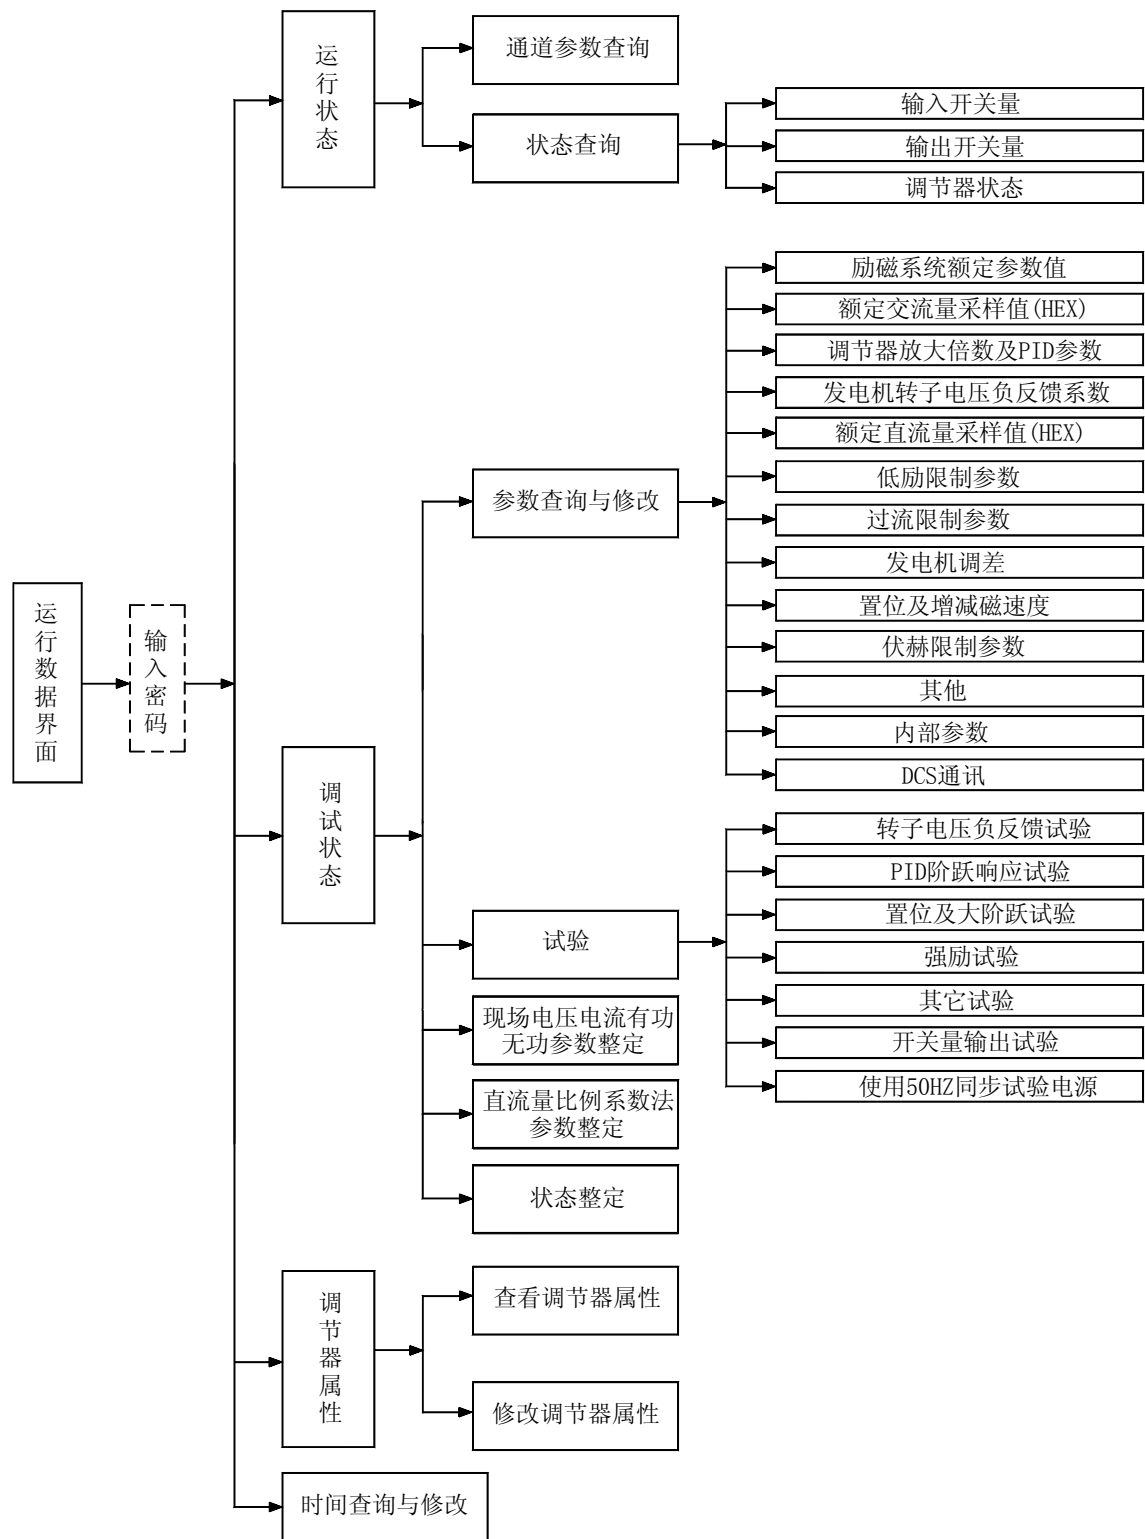 运行数据界面
输入密码
运行状态
通道参数查询
状态查询
输入开关量
输出开关量
调节器状态
调试状态
参数查询与修改
励磁系统额定参数值
额定交流量采样值(HEX)
调节器放大倍数及PID参数
发电机转子电压负反馈系数
额定直流量采样值(HEX)
低励限制参数
过流限制参数
发电机调差
置位及增减磁速度
伏赫限制参数
其他
内部参数
DCS通讯
试验
转子电压负反馈试验
PID阶跃响应试验
置位及大阶跃试验
强励试验
其它试验
开关量输出试验
使用50HZ同步试验电源
现场电压电流有功
无功参数整定
直流量比例系数法
参数整定
状态整定
调节器属性
查看调节器属性
修改调节器属性
时间查询与修改